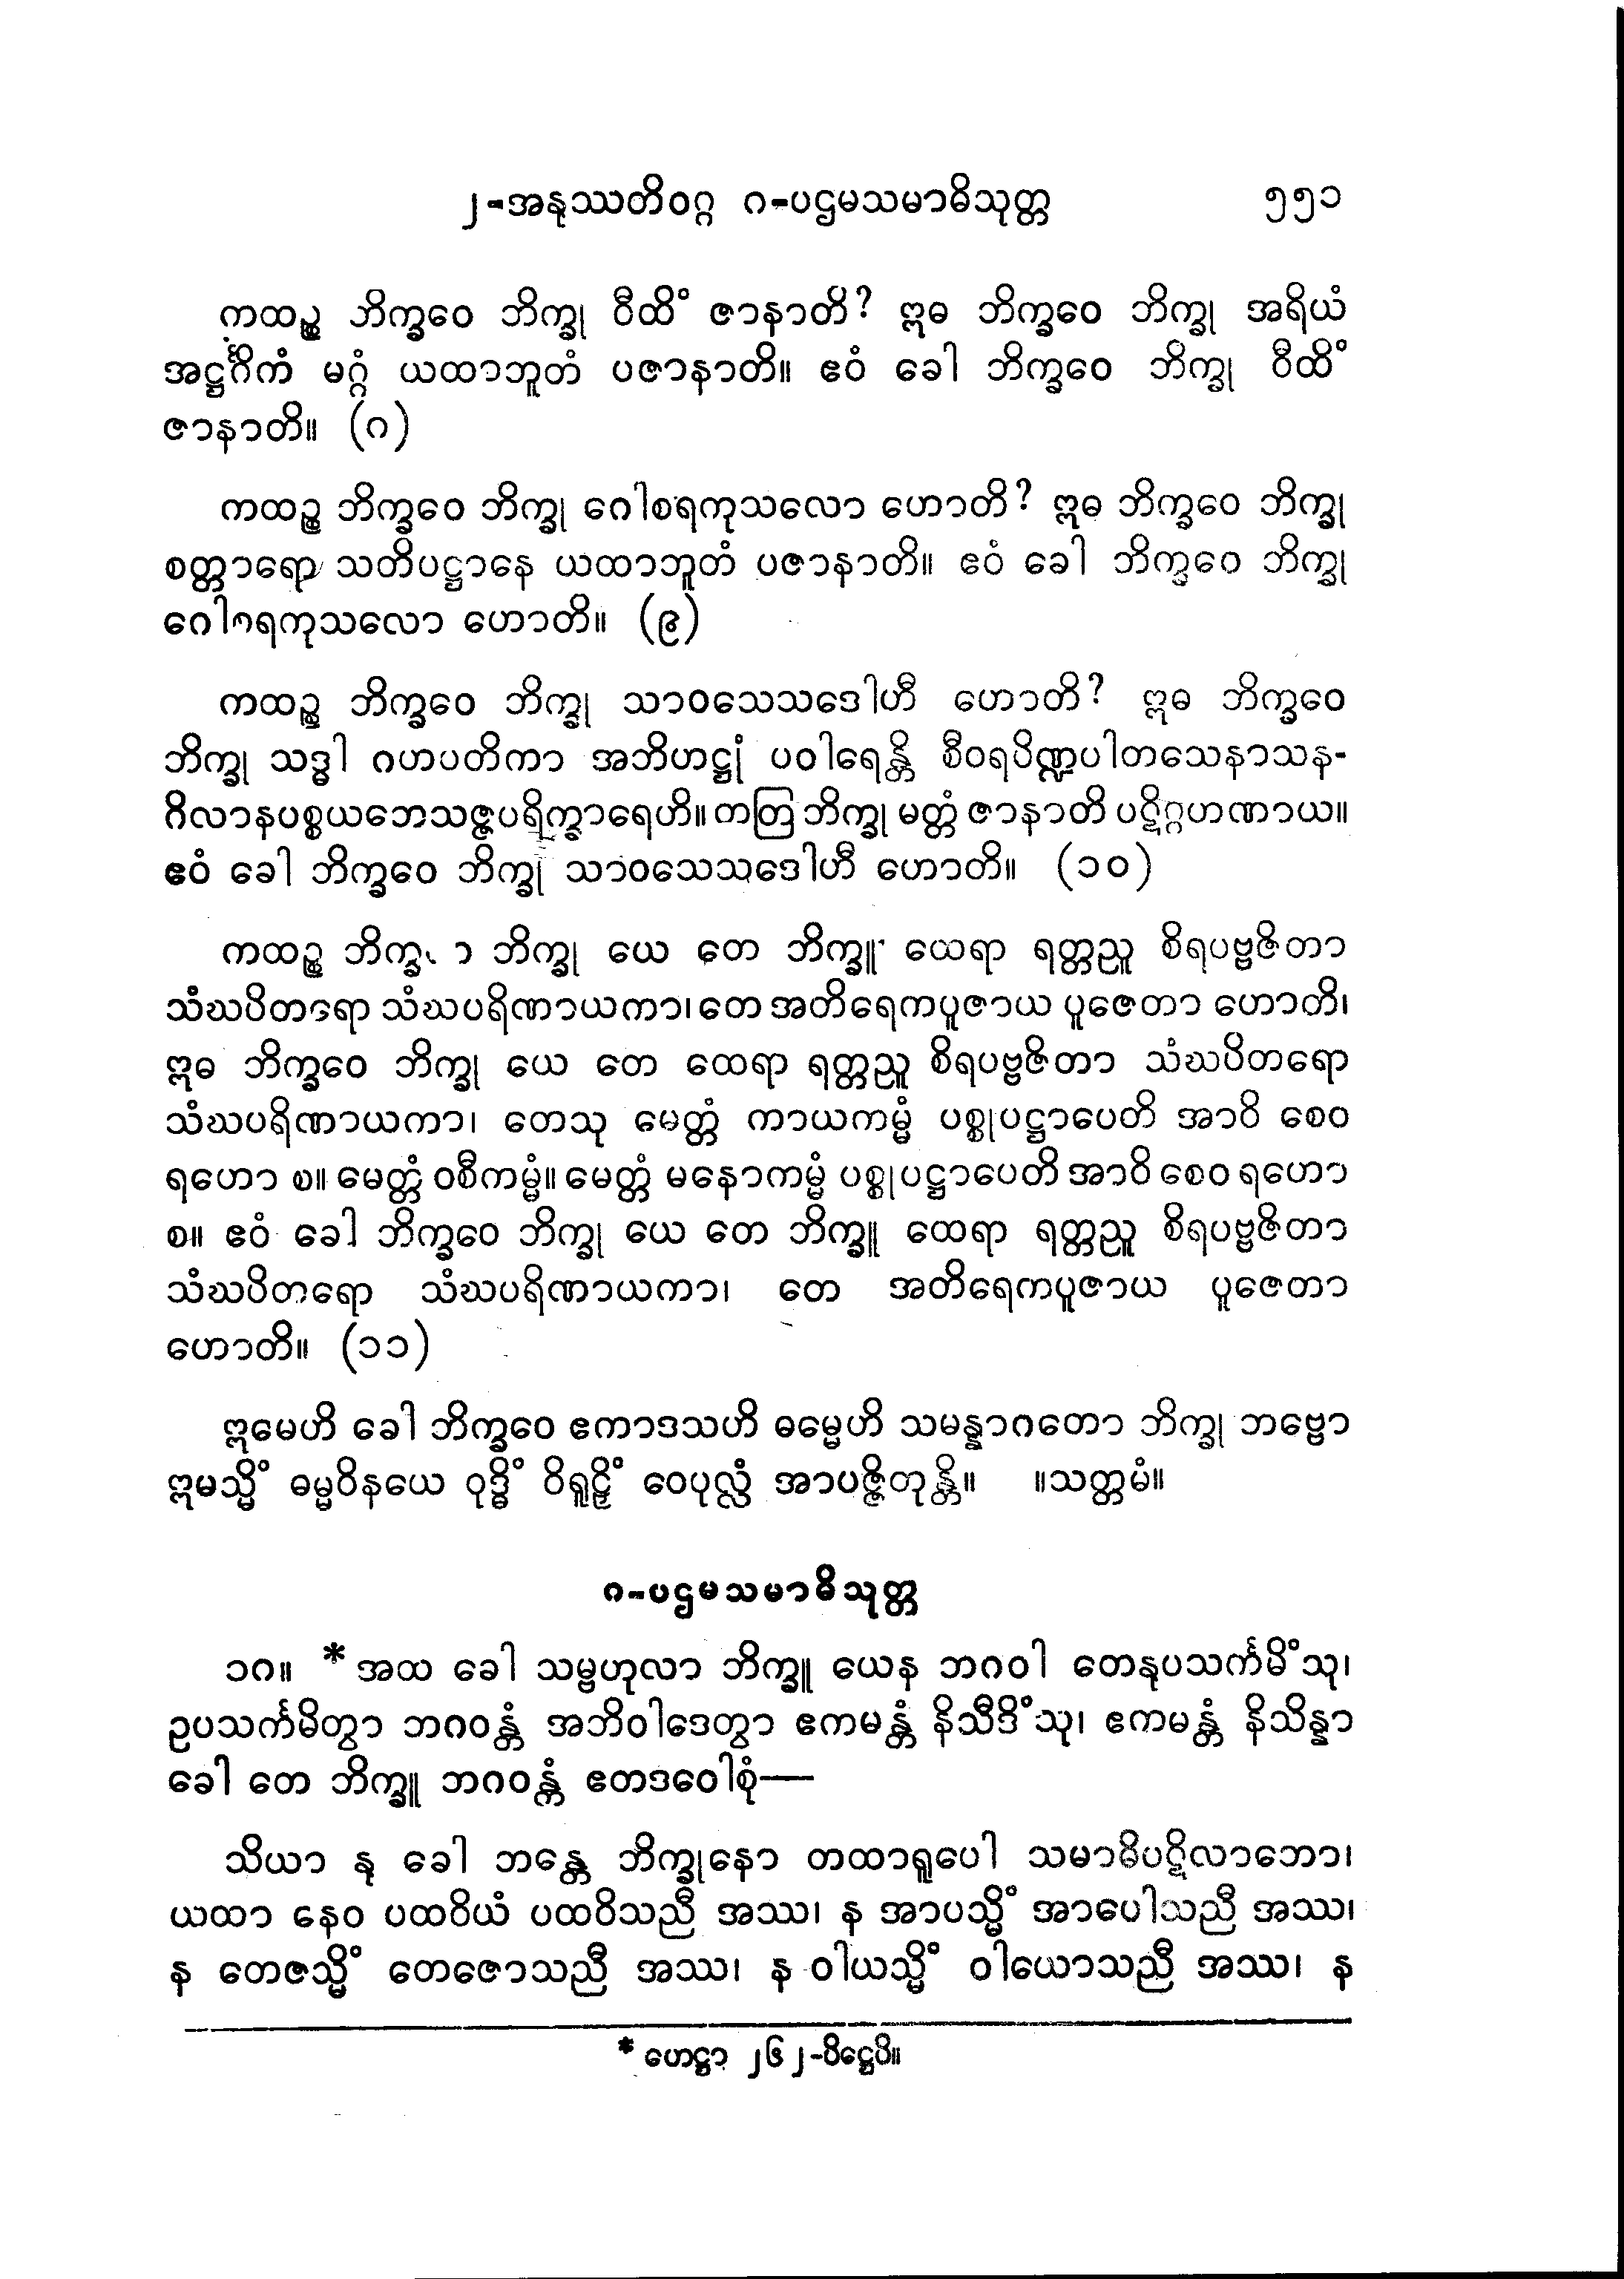 ၂-အနုဿတိဝဂ္ဂ ၈-ပဌမသမာဓိသုတ္တ ၅၅၁
ကထဉ္စ ဘိက္ခဝေ ဘိက္ခု ဝီထိံ ဇာနာတိ? ဣဓ ဘိက္ခဝေ ဘိက္ခု အရိယံ
အဋ္ဌင်္ဂိကံ မဂ္ဂံ ယထာဘူတံ ပဇာနာတိ။ ဧဝံ ခေါ ဘိက္ခဝေ ဘိက္ခု ဝီထိံ
ဇာနာတိ။ (၈)
ကထဉ္စ ဘိက္ခဝေ ဘိက္ခု ဂေါစရကုသလော ဟောတိ? ဣဓ ဘိက္ခဝေ ဘိက္ခု
စတ္တာရော သတိပဋ္ဌာနေ ယထာဘူတံ ပဇာနာတိ။ ဧဝံ ခေါ ဘိက္ခဝေ ဘိက္ခု
ဂေါစရကုသလော ဟောတိ။ (၉)
ကထဉ္စ ဘိက္ခဝေ ဘိက္ခု သာဝသေသဒေါဟီ ဟောတိ? ဣဓ ဘိက္ခဝေ
ဘိက္ခု သဒ္ဓါ ဂဟပတိကာ အဘိဟဋ္ဌုံ ပဝါရေန္တိ စီဝရပိဏ္ဍပါတသေနာသန-
ဂိလာနပစ္စယဘေသဇ္ဇပရိက္ခာရေဟိ။ တတြ ဘိက္ခု မတ္တံ ဇာနာတိ ပဋိဂ္ဂဟဏာယ။
ဧဝံ ခေါ ဘိက္ခဝေ ဘိက္ခု သာဝသေသဒေါဟီ ဟောတိ။ (၁၀)
ကထဉ္စ ဘိက္ခဝေ ဘိက္ခု ယေ တေ ဘိက္ခူ ထေရာ ရတ္တညူ စိရပဗ္ဗဇိတာ
သံဃပိတရော သံဃပရိဏာယကာ၊ တေ အတိရေကပူဇာယ ပူဇေတာ ဟောတိ၊
ဣဓ ဘိက္ခဝေ ဘိက္ခု ယေ တေ ထေရာ ရတ္တညူ စိရပဗ္ဗဇိတာ သံဃပိတရော
သံဃပရိဏာယကာ၊ တေသု မေတ္တံ ကာယကမ္မံ ပစ္စုပဋ္ဌာပေတိ အာဝိ စေဝ
ရဟော စ။ မေတ္တံ ဝစီကမ္မံ။ မေတ္တံ မနောကမ္မံ ပစ္စုပဋ္ဌာပေတိ အာဝိ စေဝ ရဟော
စ။ ဧဝံ ခေါ ဘိက္ခဝေ ဘိက္ခု ယေ တေ ဘိက္ခူ ထေရာ ရတ္တညူ စိရပဗ္ဗဇိတာ
သံဃပိတရော သံဃပရိဏာယကာ၊ တေ အတိရေကပူဇာယ ပူဇေတာ
ဟောတိ။ (၁၁)
ဣမေဟိ ခေါ ဘိက္ခဝေ ဧကာဒသဟိ ဓမ္မေဟိ သမန္နာဂတော ဘိက္ခု ဘဗ္ဗော
ဣမသ္မိံ ဓမ္မဝိနယေ ဝုဒ္ဓိံ ဝိရူဠှိံ ဝေပုလ္လံ အာပဇ္ဇိတုန္တိ။ ။သတ္တမံ။
၈-ပဌမသမာဓိသုတ္တ
၁၈။ * အထ ခေါ သမ္ဗဟုလာ ဘိက္ခူ ယေန ဘဂဝါ တေနုပသင်္ကမိံသု၊
ဥပသင်္ကမိတွာ ဘဂဝန္တံ အဘိဝါဒေတွာ ဧကမန္တံ နိသီဒိံသု၊ ဧကမန္တံ နိသိန္နာ
ခေါ တေ ဘိက္ခူ ဘဂဝန္တံ ဧတဒဝေါစုံ—
သိယာ နု ခေါ ဘန္တေ ဘိက္ခုနော တထာရူပေါ သမာဓိပဋိလာဘော၊
ယထာ နေဝ ပထဝိယံ ပထဝိသညီ အဿ၊ န အာပသ္မိံ အာပေါသညီ အဿ၊
န တေဇသ္မိံ တေဇောသညီ အဿ၊ န ဝါယသ္မိံ ဝါယောသညီ အဿ၊ န
* ဟေဋ္ဌာ ၂၆၂-ပိဋ္ဌေပိ။